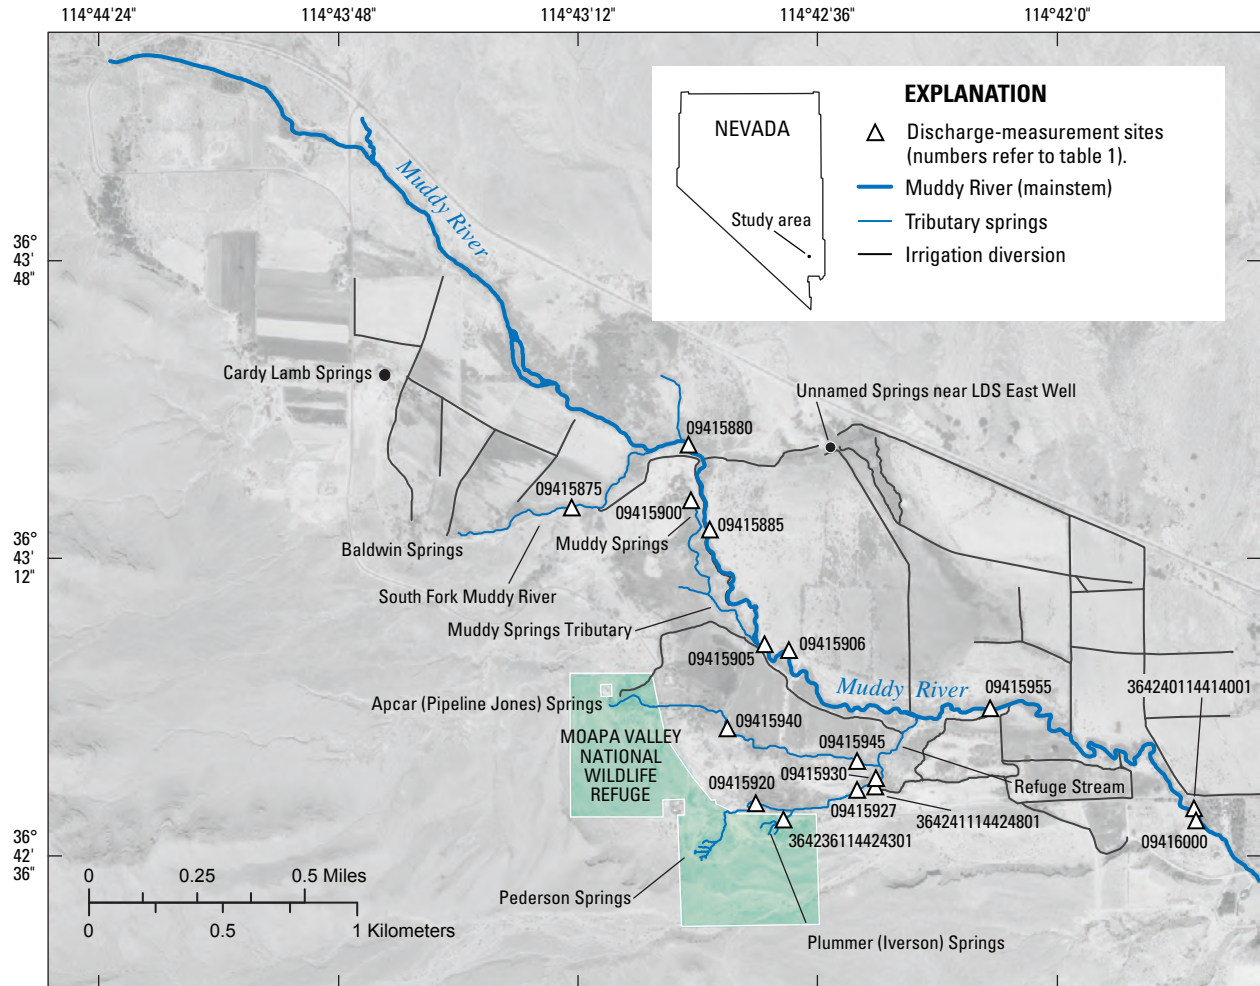 114°44'24"
114°43'48"
114°43'12"
114°42'36"
114°42'0"
EXPLANATION
NEVADA
Study area
Discharge-measurement sites
(numbers refer to table 1).
Muddy River (mainstem)
Tributary springs
Irrigation diversion
Muddy River
36°
43'
48"
Cardy Lamb Springs
Unnamed Springs near LDS East Well
09415880
09415875
09415900
09415885
Muddy Springs
36°
43'
12"
Baldwin Springs
South Fork Muddy River
Muddy Springs Tributary
09415905
09415906
Muddy River
09415955
364240114414001
Apcar (Pipeline Jones) Springs
09415940
MOAPA VALLEY
NATIONAL
WILDLIFE
REFUGE
09415945
09415930
09415920
Refuge Stream
09415927
364241114424801
364236114424301
09416000
36°
42'
36"
0
0.25
0.5 Miles
0
0.5
1 Kilometers
Pederson Springs
Plummer (Iverson) Springs